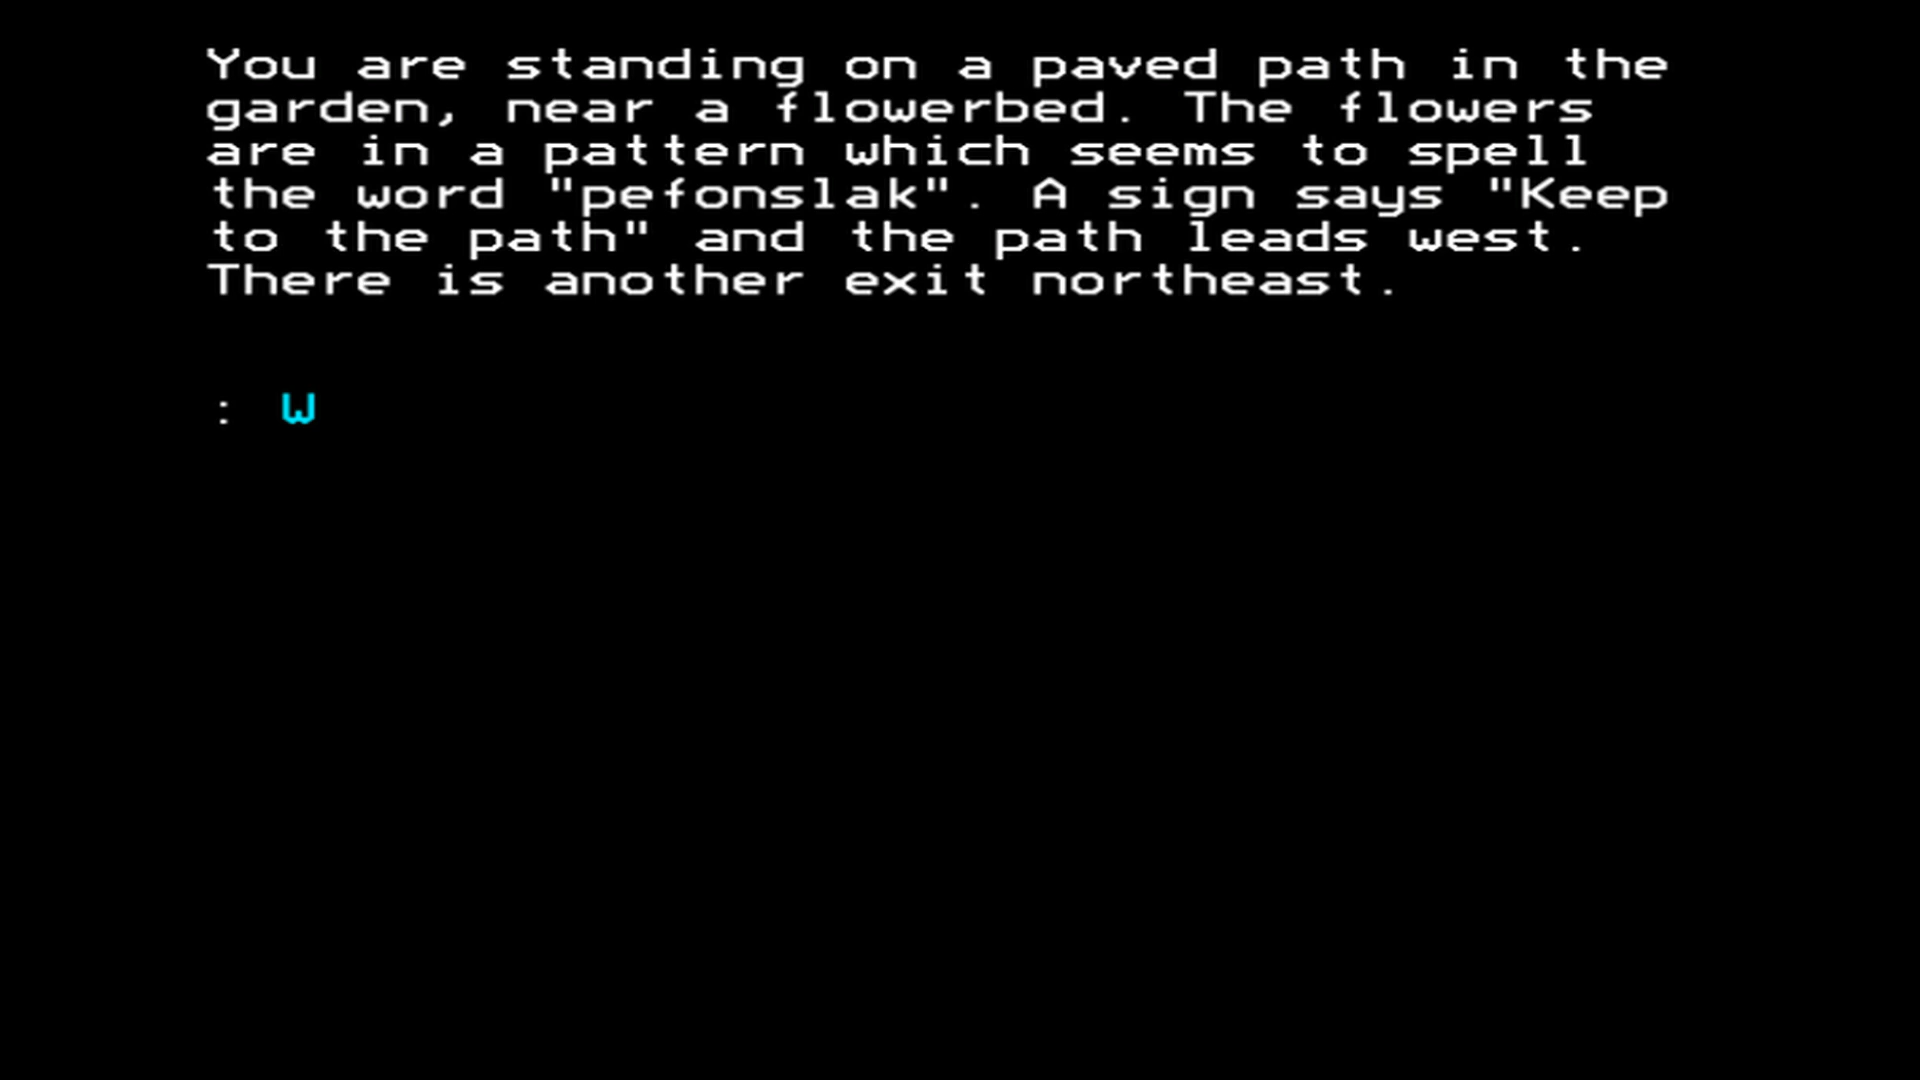 You are standing on a paved path in the
garden, near a flowerbed. The flowers
are in a pattern which seems to spell
the word "pefonslak". A sign says "Keep
to the path" and the path leads west.
There is another exit northeast.
: W